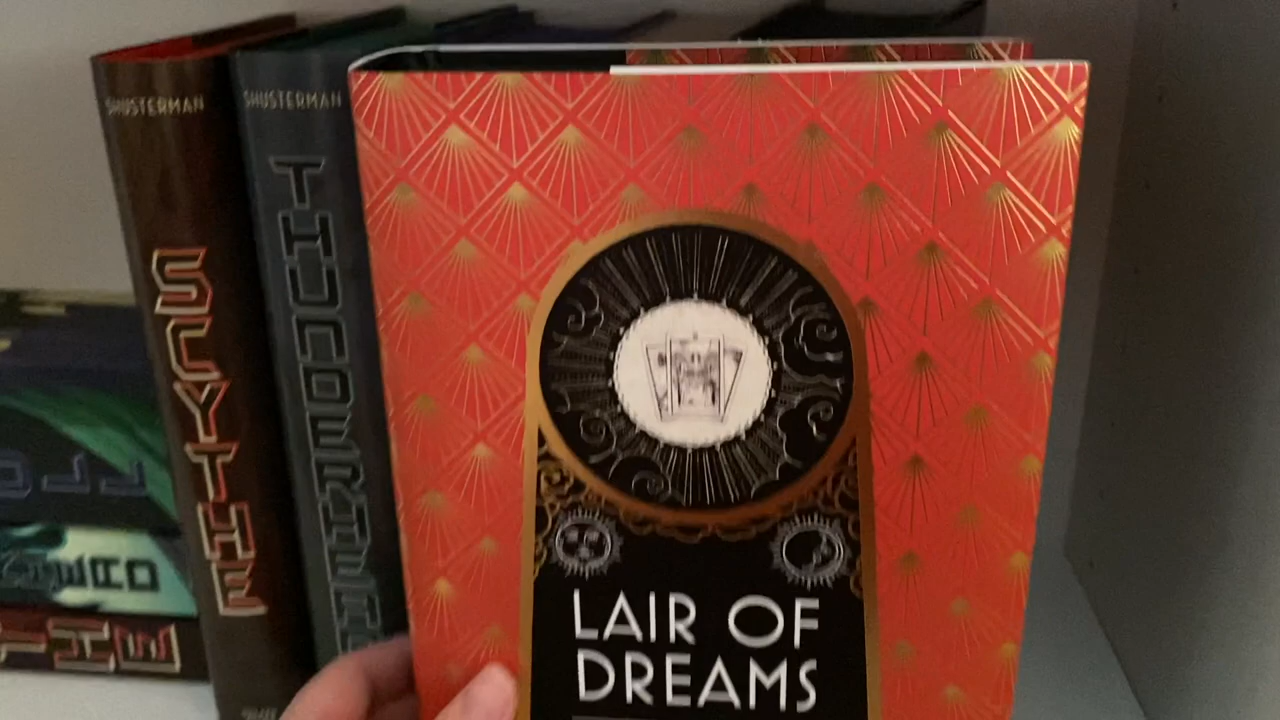 SHUSTERMAN
SCYTHE
SHUSTERMAN
THUNDERHEAD
LAIR OF
DREAMS